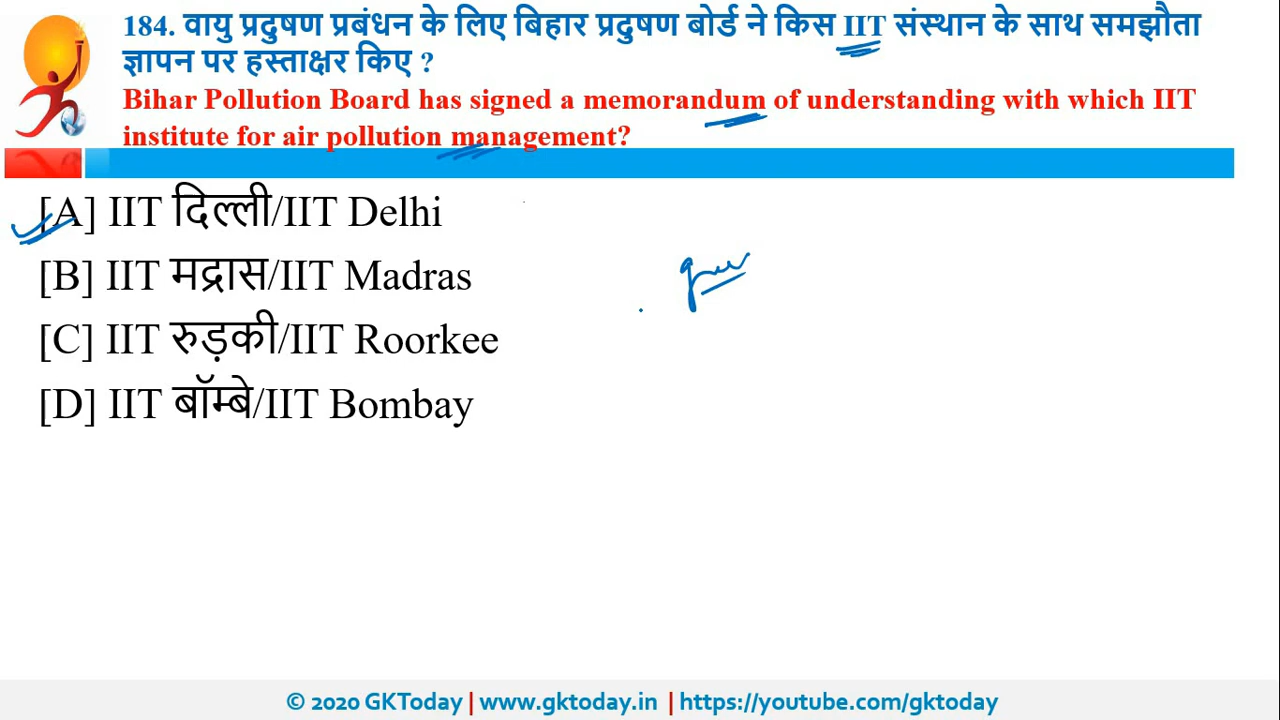 184. वायु प्रदुषण प्रबंधन के लिए बिहार प्रदुषण बोर्ड ने किस IIT संस्थान के साथ समझौता
ज्ञापन पर हस्ताक्षर किए ?
Bihar Pollution Board has signed a memorandum of understanding with which IIT
institute for air pollution management?
[A] IIT दिल्ली/IIT Delhi
[B] IIT मद्रास/IIT Madras
[C] IIT रुड़की/IIT Roorkee
[D] IIT बॉम्बे/IIT Bombay
© 2020 GKToday | www.gktoday.in | https://youtube.com/gktoday